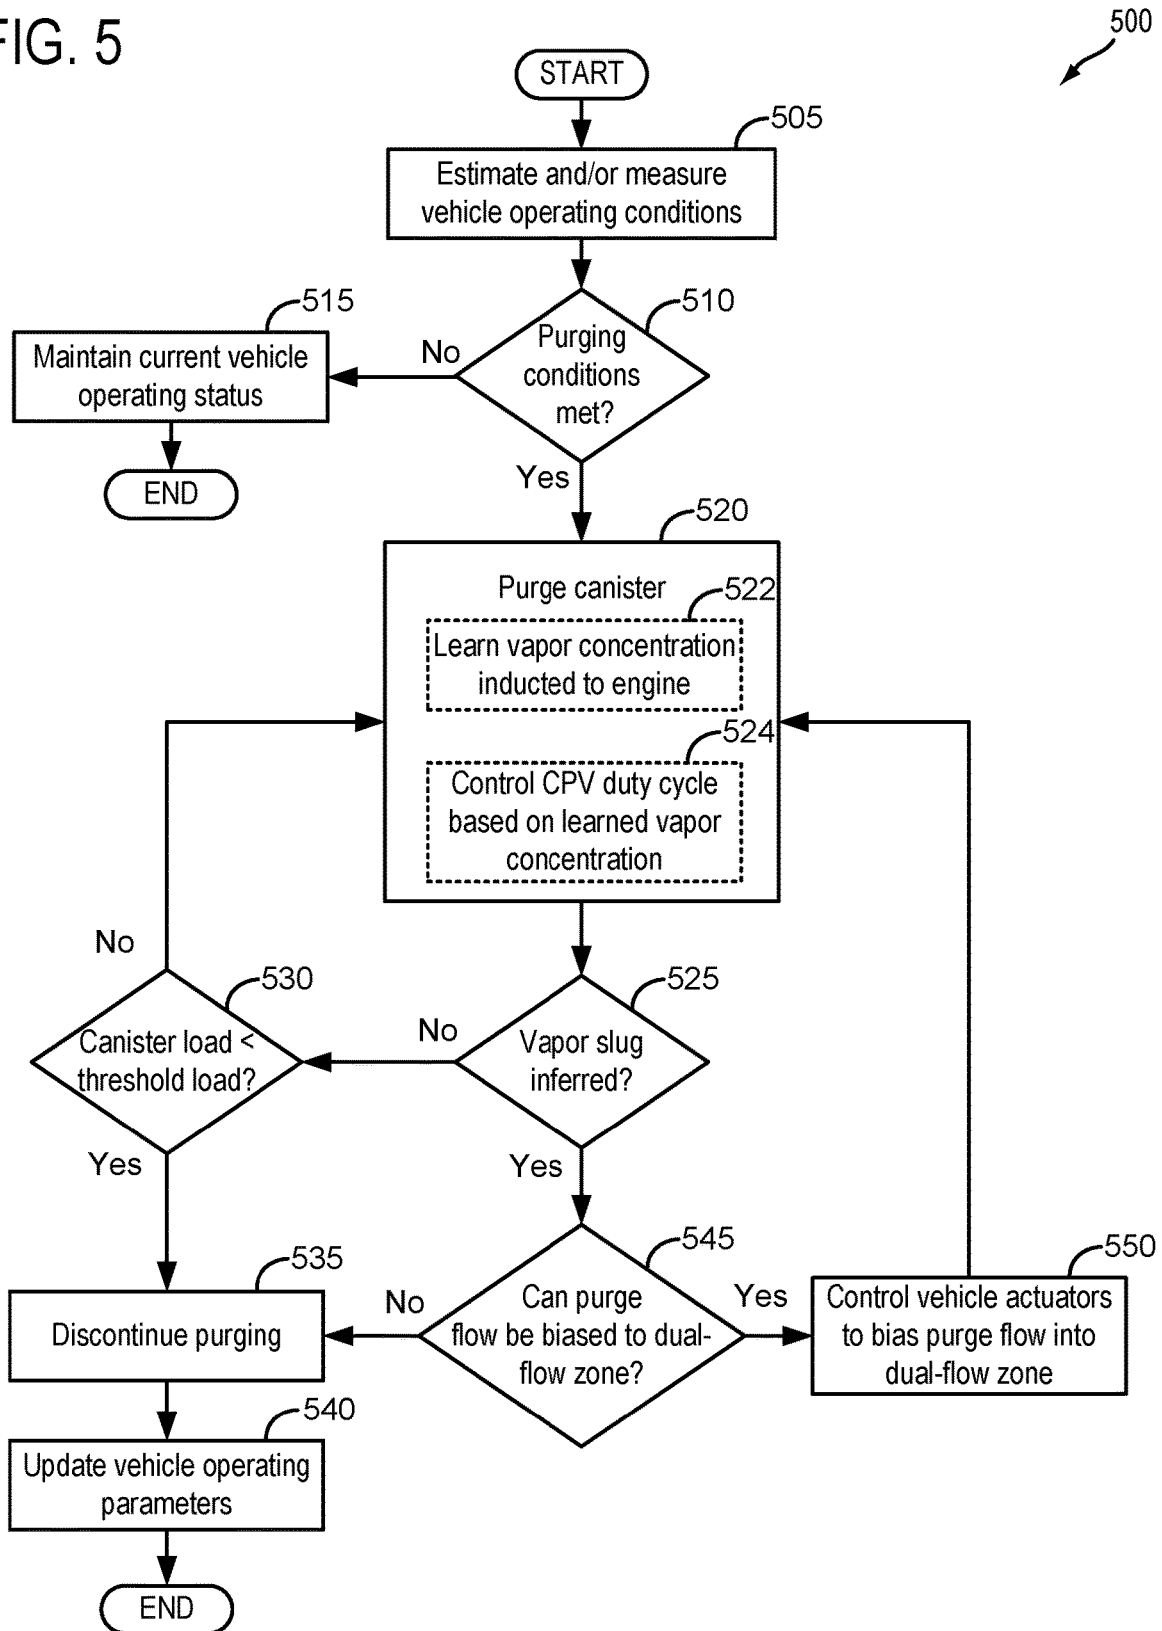 FIG. 5
500
START
505
Estimate and/or measure
vehicle operating conditions
510
Purging
conditions
met?
No
515
Maintain current vehicle
operating status
END
Yes
520
Purge canister
522
Learn vapor concentration
inducted to engine
524
Control CPV duty cycle
based on learned vapor
concentration
525
Vapor slug
inferred?
No
530
Canister load <
threshold load?
No
Yes
Yes
545
Can purge
flow be biased to dual-
flow zone?
No
Yes
550
Control vehicle actuators
to bias purge flow into
dual-flow zone
535
Discontinue purging
540
Update vehicle operating
parameters
END